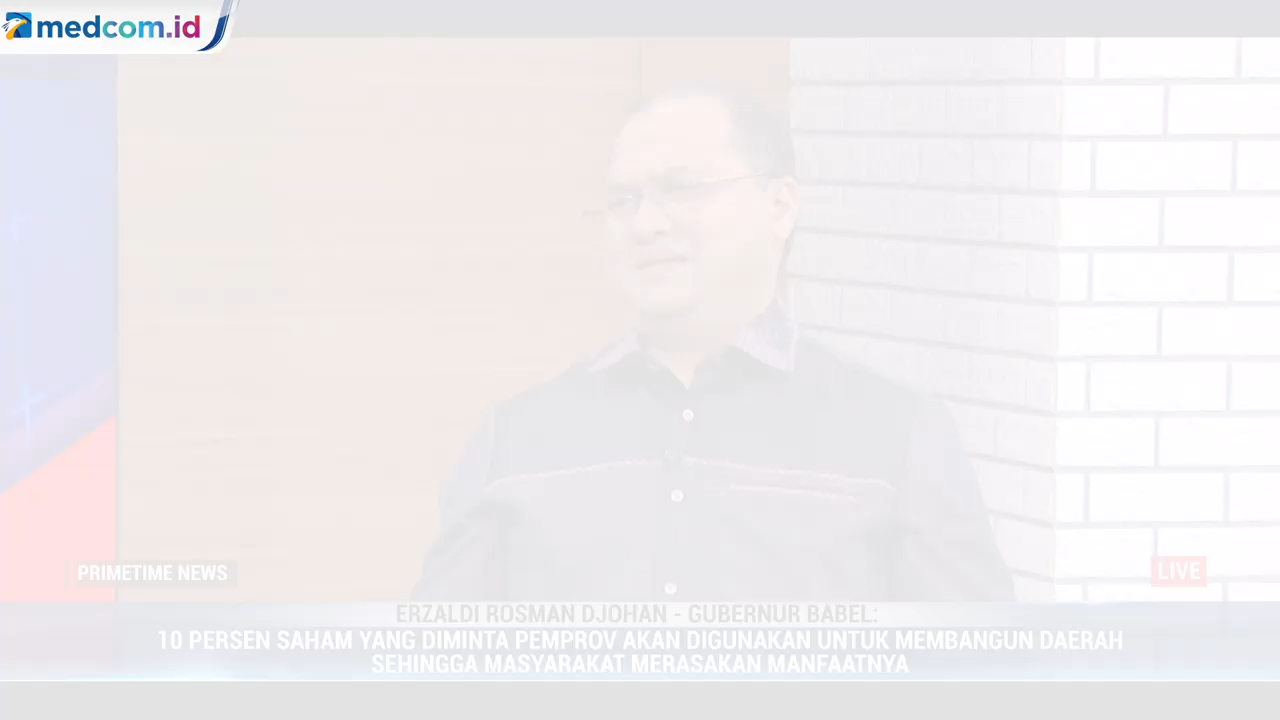 medcom.id
PRIMETIME NEWS
LIVE
ERZALDI ROSMAN DJOHAN - GUBERNUR BABEL:
10 PERSEN SAHAM YANG DIMINTA PEMPROV AKAN DIGUNAKAN UNTUK MEMBANGUN DAERAH
SEHINGGA MASYARAKAT MERASAKAN MANFAATNYA